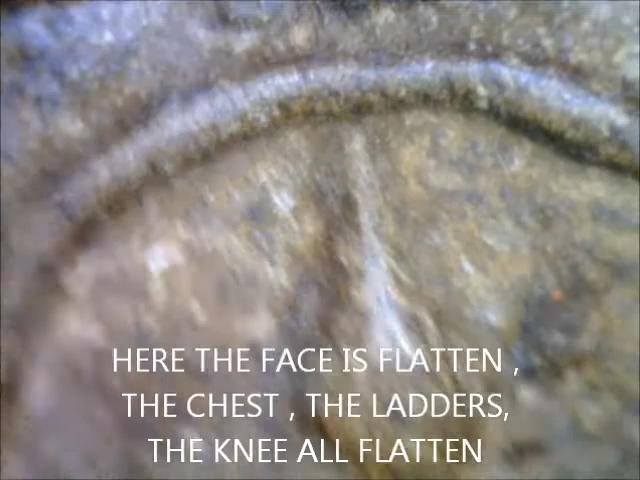 HERE THE FACE IS FLATTEN ,
THE CHEST , THE LADDERS,
THE KNEE ALL FLATTEN